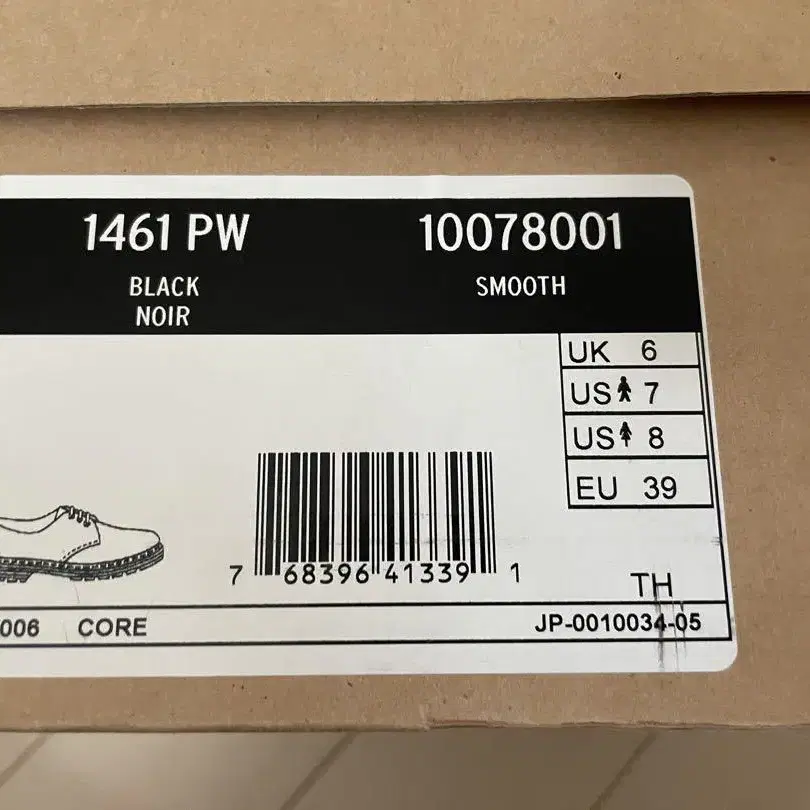 1461 PW
10078001
BLACK
NOIR
SMOOTH
UK 6
US 7
US 8
EU 39
7 68396 41339 1
TH
006 CORE
JP-0010034-05